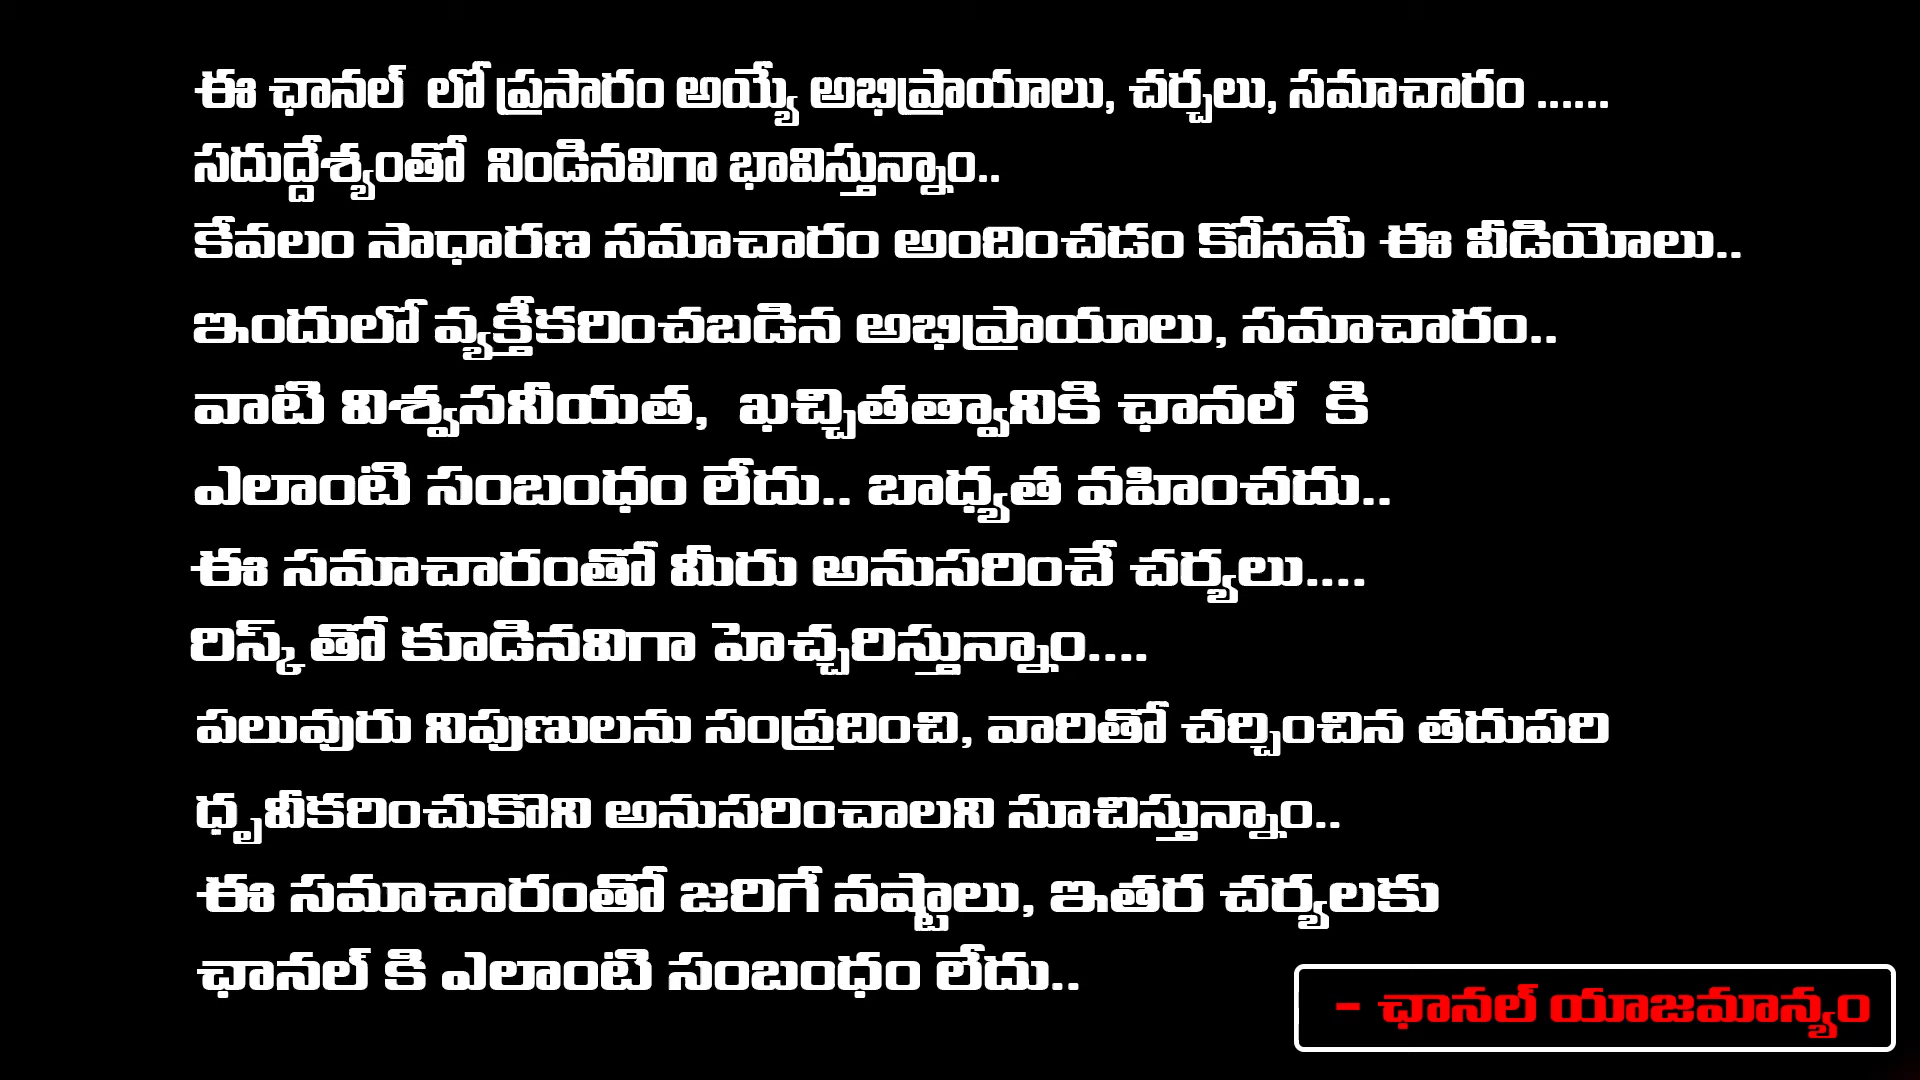 ఈ ఛానల్ లో ప్రసారం అయ్యే అభిప్రాయాలు, చర్చలు, సమాచారం ......
సదుద్దేశ్యంతో నిండినవిగా భావిస్తున్నాం..
కేవలం సాధారణ సమాచారం అందించడం కోసమే ఈ వీడియోలు..
ఇందులో వ్యక్తీకరించబడిన అభిప్రాయాలు, సమాచారం..
వాటి విశ్వసనీయత, ఖచ్చితత్వానికి ఛానల్ కి
ఎలాంటి సంబంధం లేదు.. బాధ్యత వహించదు..
ఈ సమాచారంతో మీరు అనుసరించే చర్యలు....
రిస్క్ తో కూడినవిగా హెచ్చరిస్తున్నాం....
పలువురు నిపుణులను సంప్రదించి, వారితో చర్చించిన తదుపరి
ధృవీకరించుకొని అనుసరించాలని సూచిస్తున్నాం..
ఈ సమాచారంతో జరిగే నష్టాలు, ఇతర చర్యలకు
ఛానల్ కి ఎలాంటి సంబంధం లేదు..
- ఛానల్ యాజమాన్యం